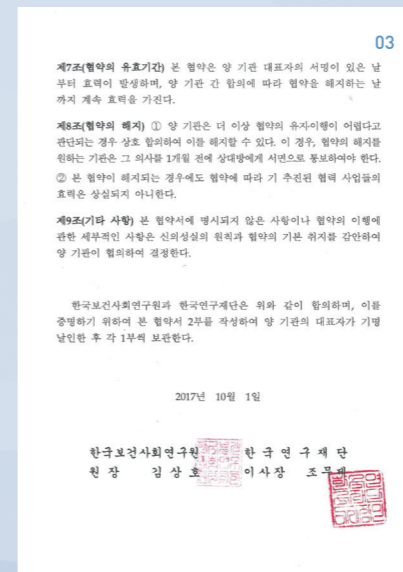 03
제7조(협약의 유효기간) 본 협약은 양 기관 대표자의 서명이 있은 날
부터 효력이 발생하며, 양 기관 간 합의에 따라 협약을 해지하는 날
까지 계속 효력을 가진다.
제8조(협약의 해지) ① 양 기관은 더 이상 협약의 유지이행이 어렵다고
판단되는 경우 상호 합의하여 이를 해지할 수 있다. 이 경우, 협약의 해지를
원하는 기관은 그 의사를 1개월 전에 상대방에게 서면으로 통보하여야 한다.
② 본 협약이 해지되는 경우에도 협약에 따라 기 추진된 협력 사업들의
효력은 상실되지 아니한다.
제9조(기타 사항) 본 협약서에 명시되지 않은 사항이나 협약의 이행에
관한 세부적인 사항은 신의성실의 원칙과 협약의 기본 취지를 감안하여
양 기관이 협의하여 결정한다.
한국보건사회연구원과 한국연구재단은 위와 같이 합의하며, 이를
증명하기 위하여 본 협약서 2부를 작성하여 양 기관의 대표자가 기명
날인한 후 각 1부씩 보관한다.
2017년 10월 1일
한국보건사회연구원 한 국 연 구 재 단
원 장 김 상 호 이 사 장 조 무 제